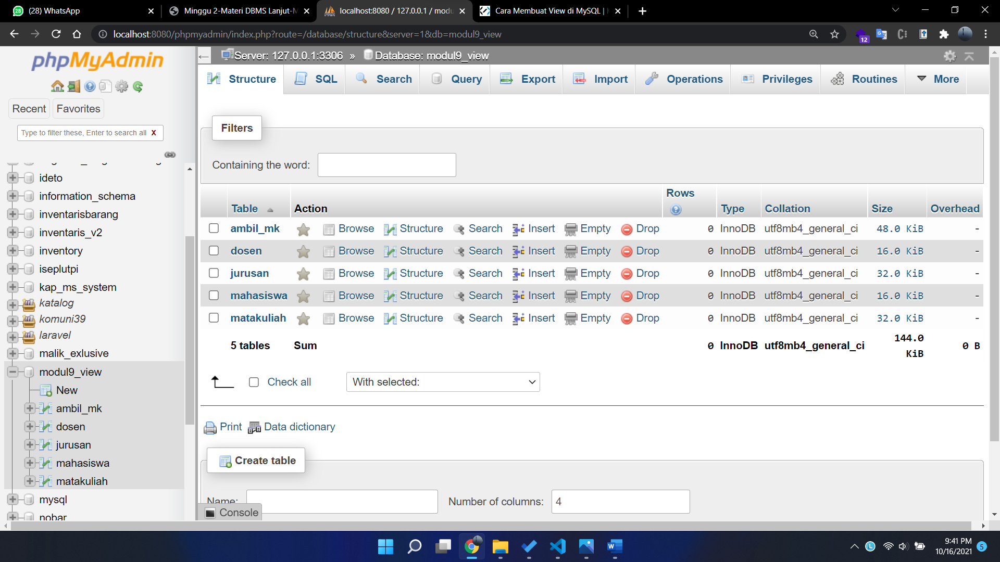 (28) WhatsApp
Minggu 2-Materi DBMS Lanjut-M
localhost:8080 / 127.0.0.1 / modu
Cara Membuat View di MySQL |
localhost:8080/phpmyadmin/index.php?route=/database/structure&server=1&db=modul9_view
12
phpMyAdmin
Recent Favorites
Type to filter these, Enter to search all X
ideto
information_schema
inventarisbarang
inventaris_v2
inventory
iseplutpi
kap_ms_system
katalog
komuni39
laravel
malik_exlusive
modul9_view
New
ambil_mk
dosen
jurusan
mahasiswa
matakuliah
mysql
nobar
Server: 127.0.0.1:3306 » Database: modul9_view
Structure SQL Search Query Export Import Operations Privileges Routines More
Filters
Containing the word:
Table Action Rows Type Collation Size Overhead
ambil_mk Browse Structure Search Insert Empty Drop 0 InnoDB utf8mb4_general_ci 48.0 KiB -
dosen Browse Structure Search Insert Empty Drop 0 InnoDB utf8mb4_general_ci 16.0 KiB -
jurusan Browse Structure Search Insert Empty Drop 0 InnoDB utf8mb4_general_ci 32.0 KiB -
mahasiswa Browse Structure Search Insert Empty Drop 0 InnoDB utf8mb4_general_ci 16.0 KiB -
matakuliah Browse Structure Search Insert Empty Drop 0 InnoDB utf8mb4_general_ci 32.0 KiB -
5 tables Sum 0 InnoDB utf8mb4_general_ci 144.0 KiB 0 B
Check all With selected:
Print Data dictionary
Create table
Name: Number of columns: 4
Console
9:41 PM
10/16/2021
5